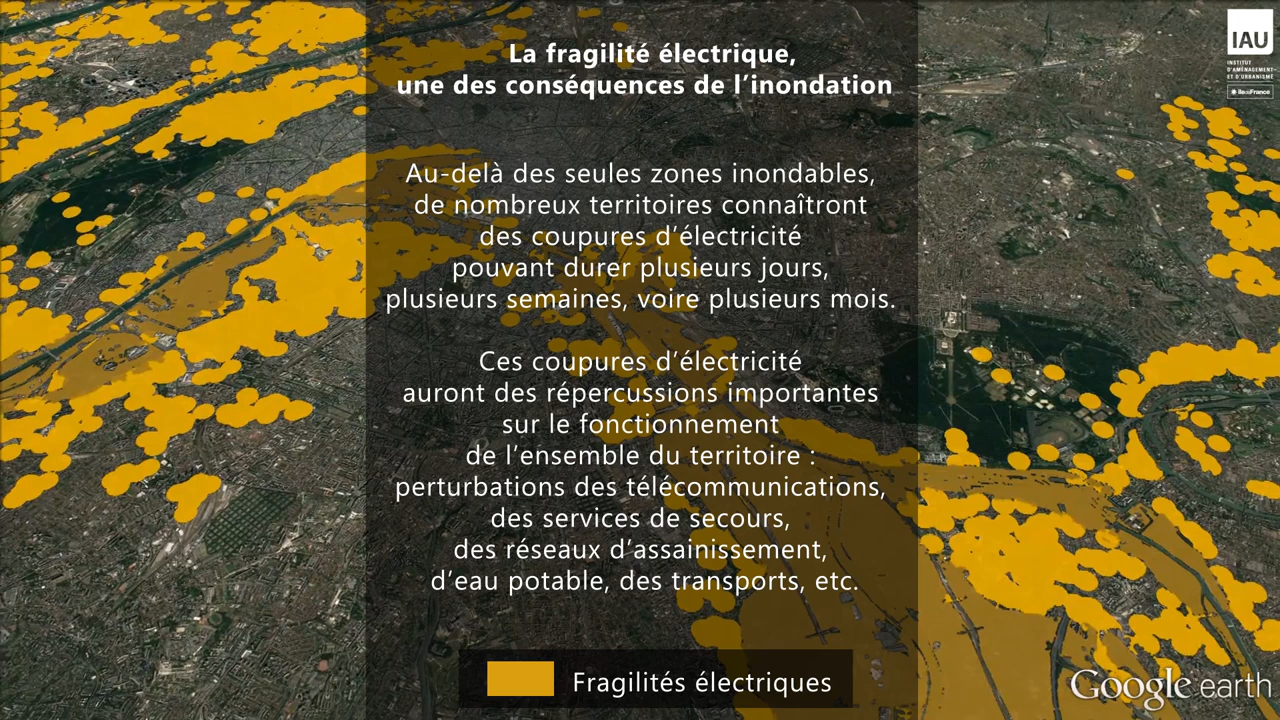 La fragilité électrique,
une des conséquences de l’inondation
Au-delà des seules zones inondables,
de nombreux territoires connaîtront
des coupures d’électricité
pouvant durer plusieurs jours,
plusieurs semaines, voire plusieurs mois.
Ces coupures d’électricité
auront des répercussions importantes
sur le fonctionnement
de l’ensemble du territoire :
perturbations des télécommunications,
des services de secours,
des réseaux d’assainissement,
d’eau potable, des transports, etc.
Fragilités électriques
IAU
INSTITUT
D'AMÉNAGEMENT
ET D'URBANISME
îledeFrance
Google earth